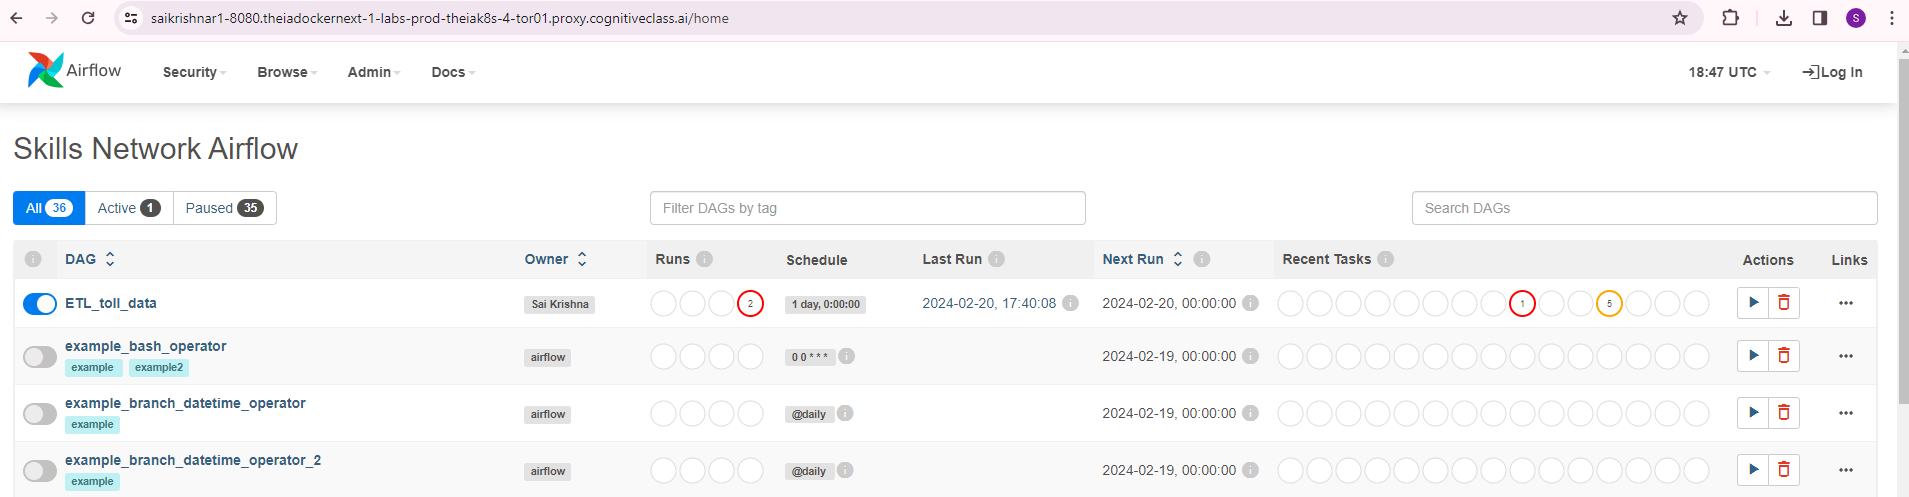 saikrishnar1-8080.theiadockernext-1-labs-prod-theiak8s-4-tor01.proxy.cognitiveclass.ai/home
S
Airflow Security Browse Admin Docs 18:47 UTC Log In
Skills Network Airflow
All 36 Active 1 Paused 35 Filter DAGs by tag Search DAGs
DAG Owner Runs Schedule Last Run Next Run Recent Tasks Actions Links
ETL_toll_data Sai Krishna 2 1 day, 0:00:00 2024-02-20, 17:40:08 2024-02-20, 00:00:00 1 5
example_bash_operator airflow 0 0 * * * 2024-02-19, 00:00:00
example example2
example_branch_datetime_operator airflow @daily 2024-02-19, 00:00:00
example
example_branch_datetime_operator_2 airflow @daily 2024-02-19, 00:00:00
example